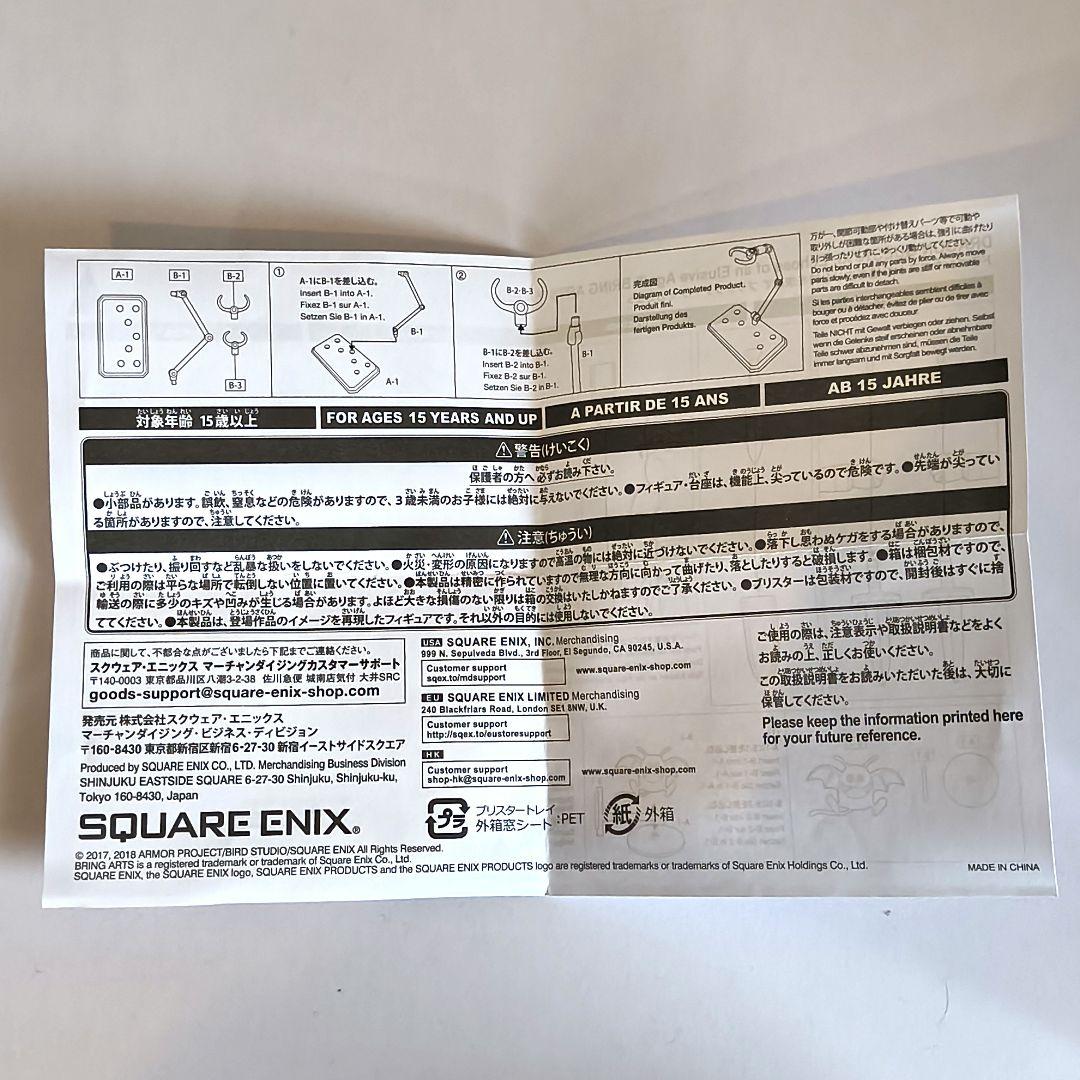 A-1
B-1
B-2
B-3
①
A-1にB-1を差し込む。
Insert B-1 into A-1.
Fixez B-1 sur A-1.
Setzen Sie B-1 in A-1.
B-1
A-1
②
B-2・B-3
B-1にB-2を差し込む。
Insert B-2 into B-1.
Fixez B-2 sur B-1.
Setzen Sie B-2 in B-1.
B-1
完成図
Diagram of Completed Product.
Produit fini.
Darstellung des
fertigen Produkts.
万が一、関節可動部や付け替えパーツ等で可動や
取り外しが困難な箇所がある場合は、強引に曲げたり
引っ張ったりせずに、ゆっくり動かしてください。
Do not bend or pull any parts by force. Always move
parts slowly, even if the joints are stiff or removable
parts are difficult to detach.
Si les parties interchangeables semblent difficiles à
bouger ou à détacher, évitez de plier ou de tirer avec
force et procédez avec douceur.
Teile NICHT mit Gewalt verbiegen oder ziehen. Selbst
wenn die Gelenke steif erscheinen oder abnehmbare
Teile schwer abzunehmen sind, müssen die Teile
immer langsam und mit Sorgfalt bewegt werden.
対象年齢 15歳以上
FOR AGES 15 YEARS AND UP
A PARTIR DE 15 ANS
AB 15 JAHRE
警告(けいこく)
保護者の方へ 必ずお読み下さい。
●小部品があります。誤飲、窒息などの危険がありますので、3歳未満のお子様には絶対に与えないでください。●フィギュア・台座は、機能上、尖っているので危険です。●先端が尖ってい
る箇所がありますので、注意してください。
注意(ちゅうい)
●ぶつけたり、振り回すなど乱暴な扱いをしないでください。●火災・変形の原因になりますので高温の輪には絶対に近づけないでください。●落下し思わぬケガをする場合がありますので、
ご利用の際は平らな場所で転倒しない位置に置いてください。●本製品は精密に作られていますので無理な方向に向かって曲げたり、落としたりすると破損します。●箱は梱包材ですので、
輸送の際に多少のキズや凹みが生じる場合があります。よほど大きな損傷のない限りは箱の交換はいたしかねますのでご了承ください。●ブリスターは包装材ですので、開封後はすぐに捨
ててください。●本製品は、登場作品のイメージを再現したフィギュアです。それ以外の目的には使用しないでください。
商品に関して、不都合な点がございましたら下記までご連絡ください。
スクウェア・エニックス マーチャンダイジングカスタマーサポート
〒140-0003 東京都品川区八潮3-2-38 佐川急便 城南店気付 大井SRC
goods-support@square-enix-shop.com
発売元 株式会社スクウェア・エニックス
マーチャンダイジング・ビジネス・ディビジョン
〒160-8430 東京都新宿区新宿6-27-30 新宿イーストサイドスクエア
Produced by SQUARE ENIX CO., LTD. Merchandising Business Division
SHINJUKU EASTSIDE SQUARE 6-27-30 Shinjuku, Shinjuku-ku,
Tokyo 160-8430, Japan
USA SQUARE ENIX, INC. Merchandising
999 N. Sepulveda Blvd., 3rd Floor, El Segundo, CA 90245, U.S.A.
Customer support
sqex.to/mdsupport
www.square-enix-shop.com
EU SQUARE ENIX LIMITED Merchandising
240 Blackfriars Road, London SE1 8NW, U.K.
Customer support
http://sqex.to/eustoresupport
HK
Customer support
shop-hk@square-enix-shop.com
www.square-enix-shop.com
ご使用の際は、注意表示や取扱説明書などをよく
お読みの上、正しくお使いください。
この取扱説明書をお読みいただいた後は、大切に
保管してください。
Please keep the information printed here
for your future reference.
SQUARE ENIX®
プラ
ブリスタートレイ
外箱窓シート
:PET
紙
外箱
© 2017, 2018 ARMOR PROJECT/BIRD STUDIO/SQUARE ENIX All Rights Reserved.
BRING ARTS is a registered trademark or trademark of Square Enix Co., Ltd.
SQUARE ENIX, the SQUARE ENIX logo, SQUARE ENIX PRODUCTS and the SQUARE ENIX PRODUCTS logo are registered trademarks or trademarks of Square Enix Holdings Co., Ltd.
MADE IN CHINA